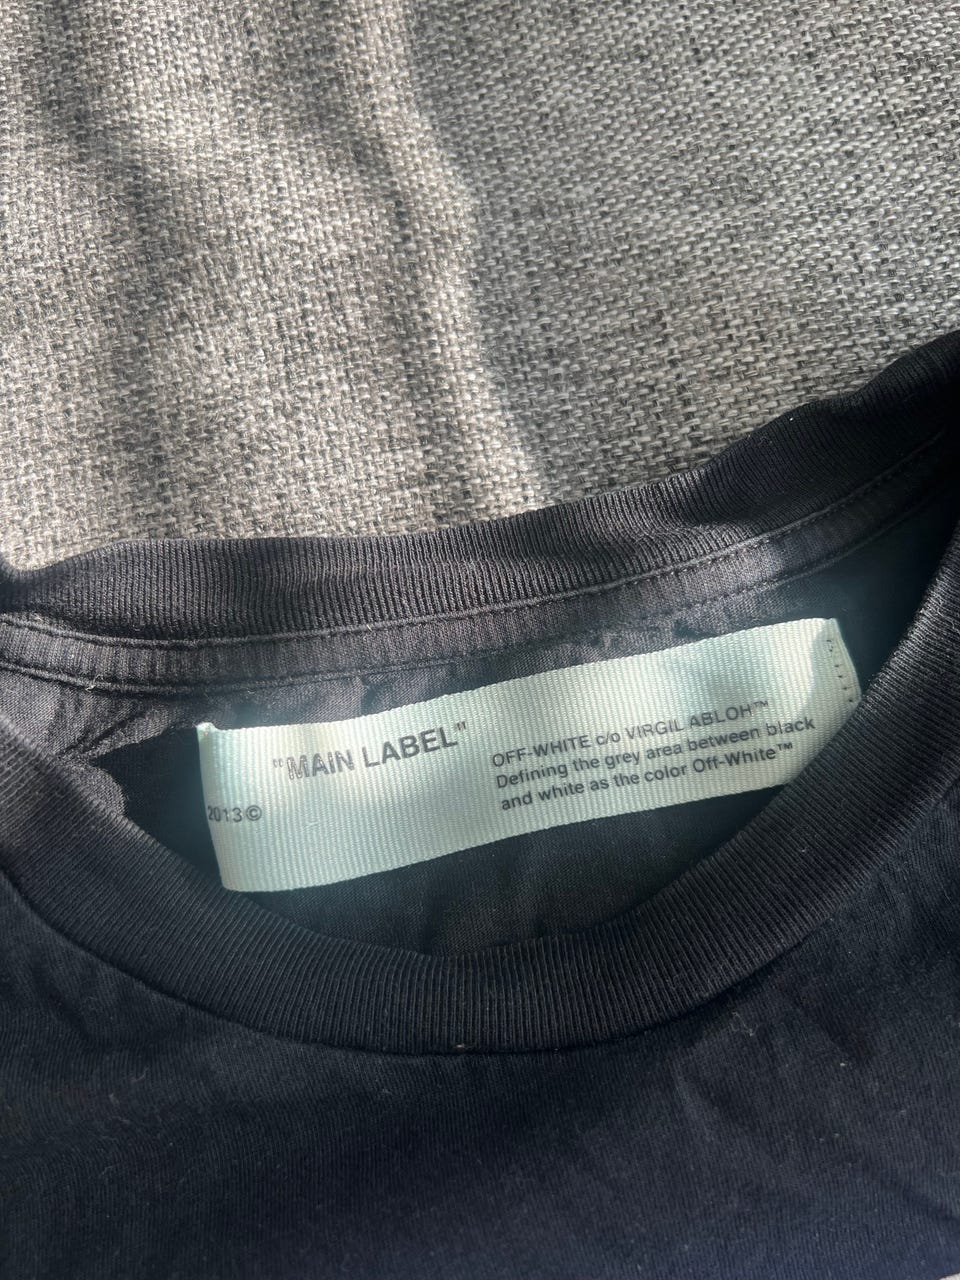 "MAIN LABEL"
2013©
OFF-WHITE c/o VIRGIL ABLOH™
Defining the grey area between black
and white as the color Off-White™